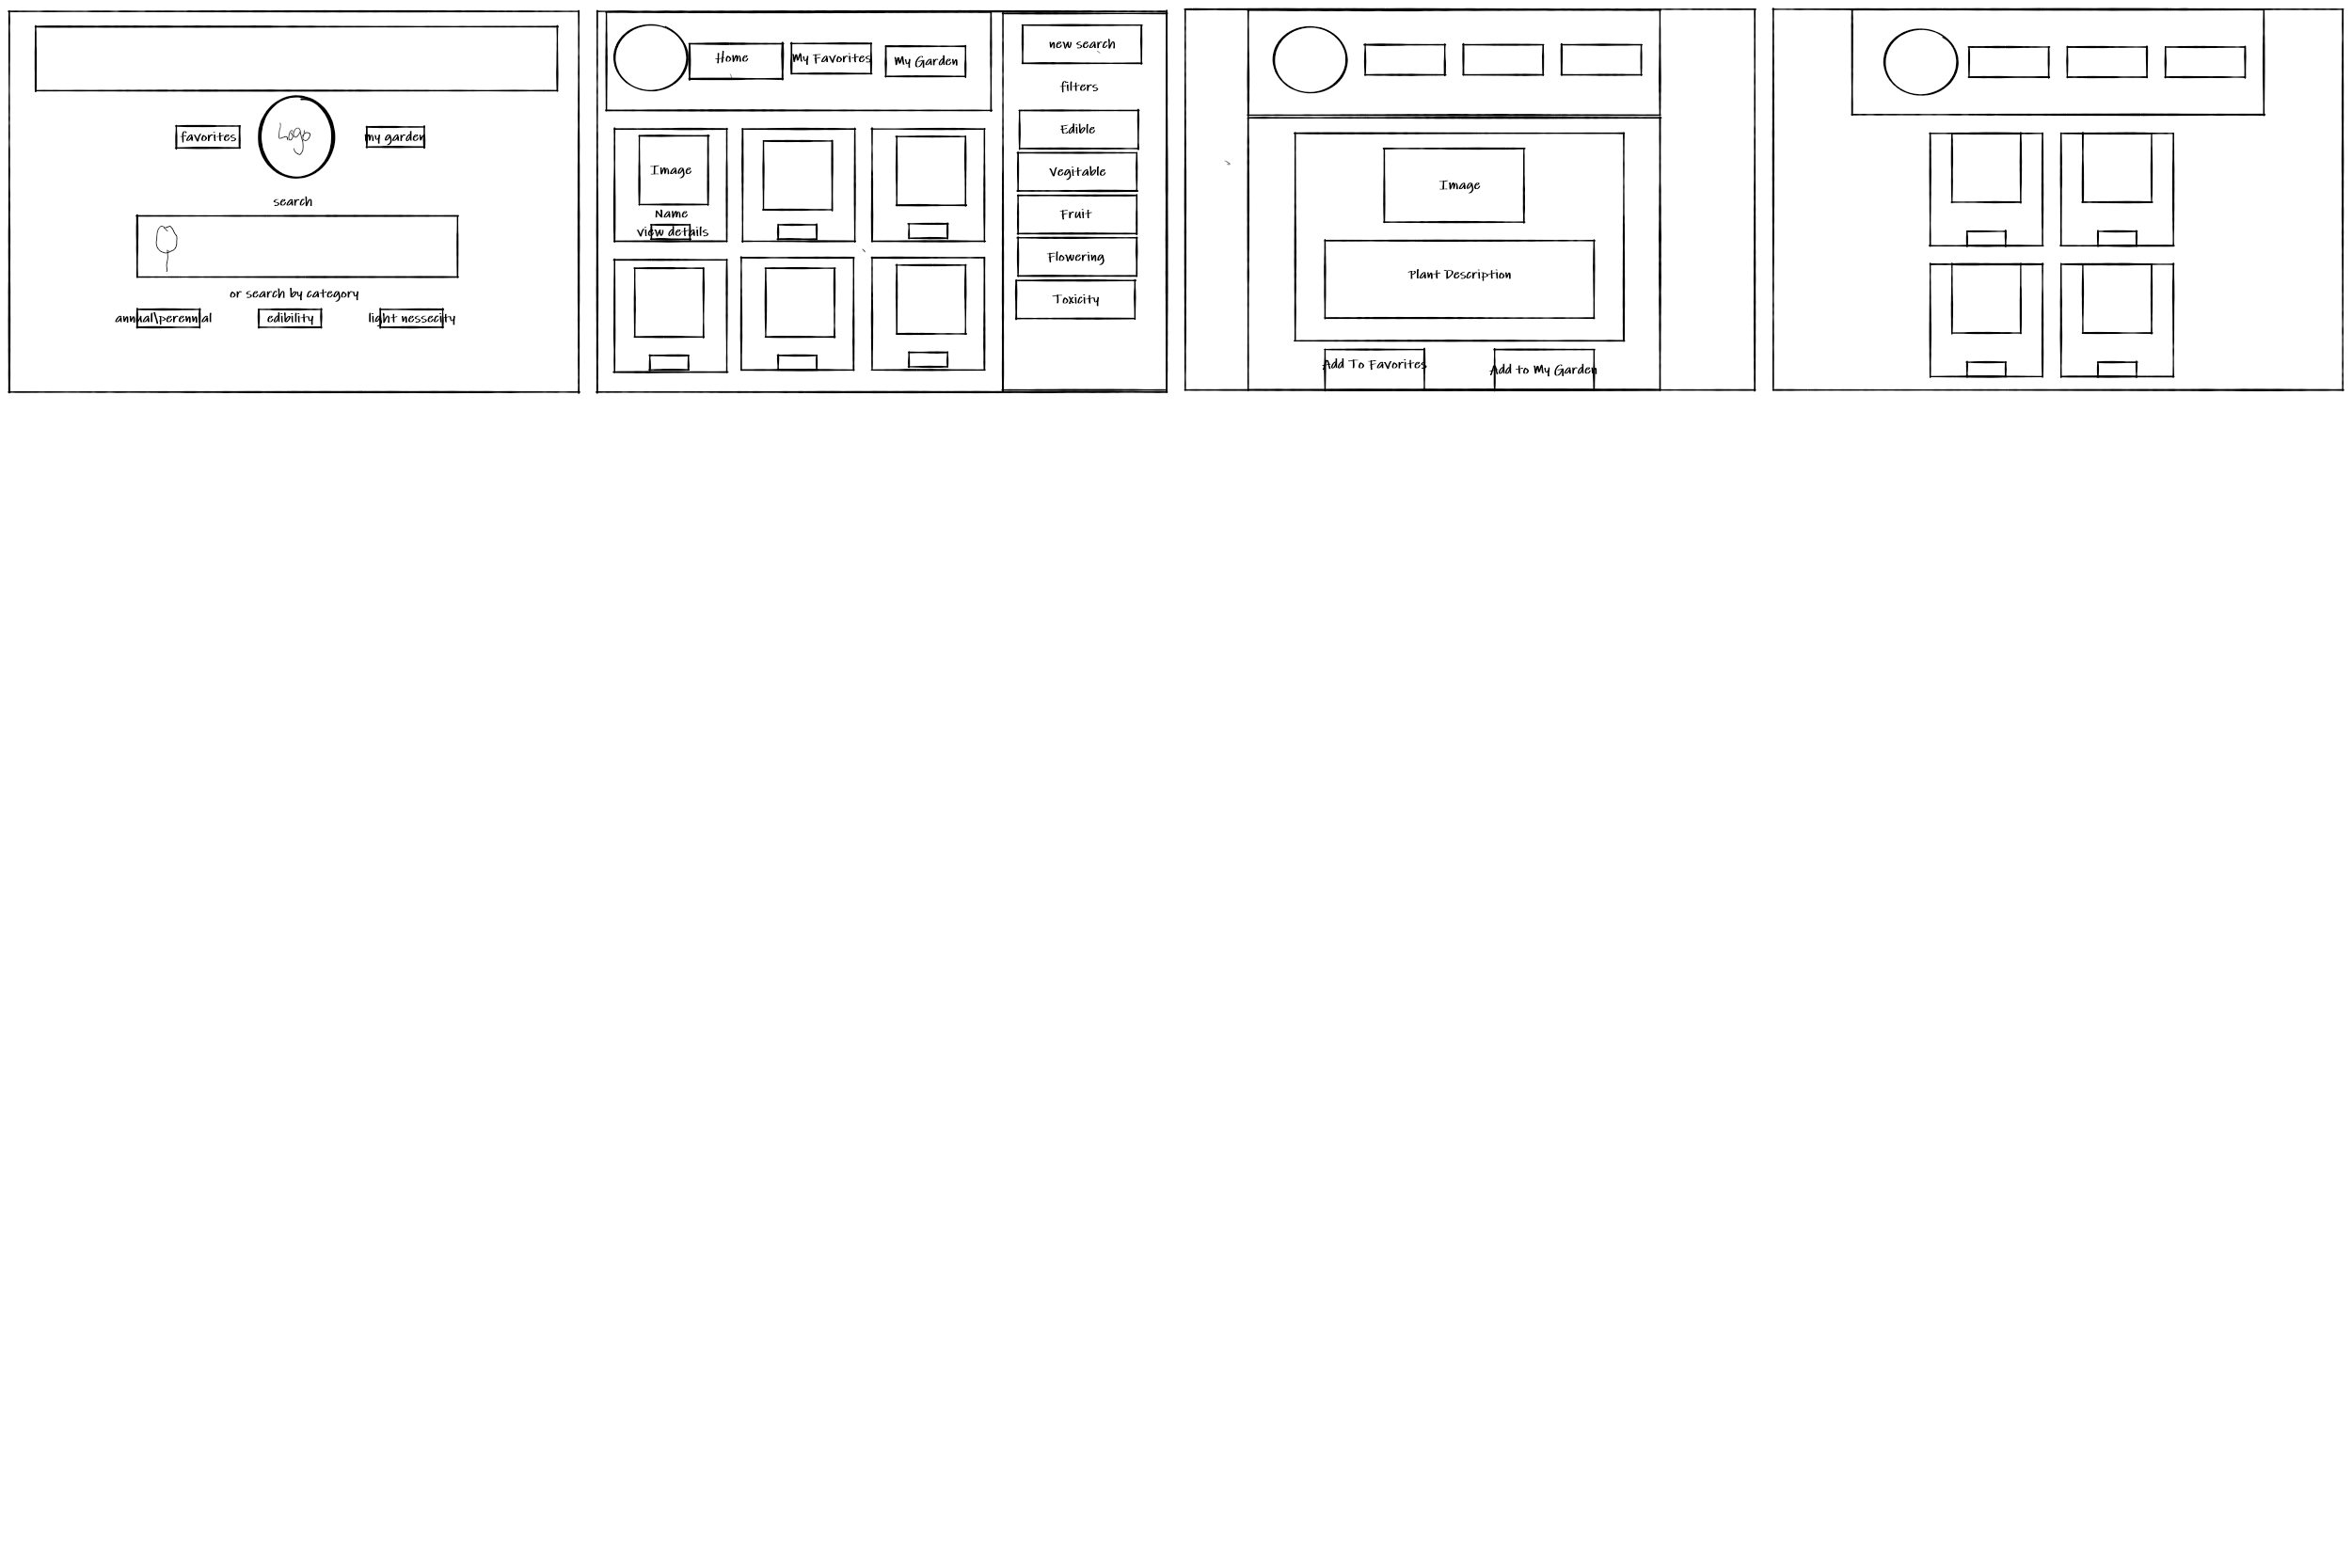 favorites
Logo
my garden
search
or search by category
annual\perennial
edibility
light nessecity
Home
My Favorites
My Garden
Image
Name
view details
new search
filters
Edible
Vegitable
Fruit
Flowering
Toxicity
Image
Plant Description
Add To Favorites
Add to My Garden